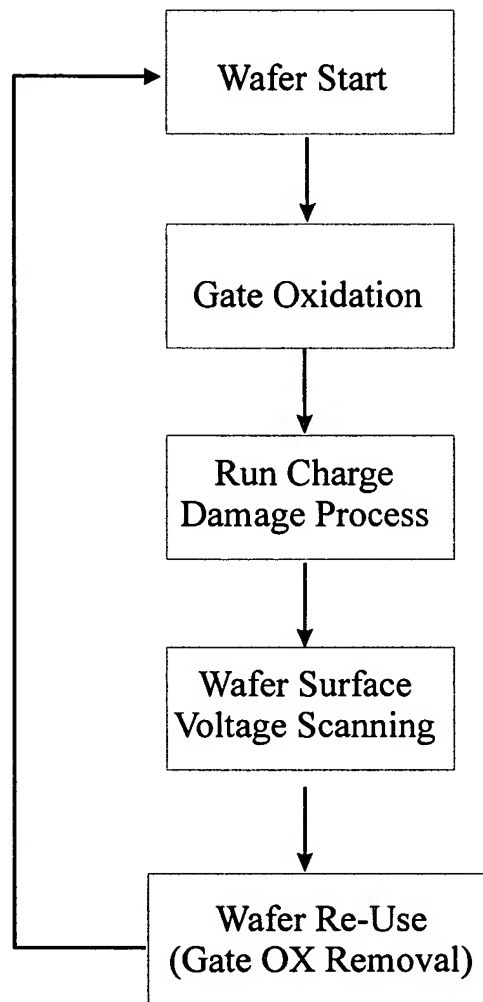 Wafer Start
Gate Oxidation
Run Charge
Damage Process
Wafer Surface
Voltage Scanning
Wafer Re-Use
(Gate OX Removal)